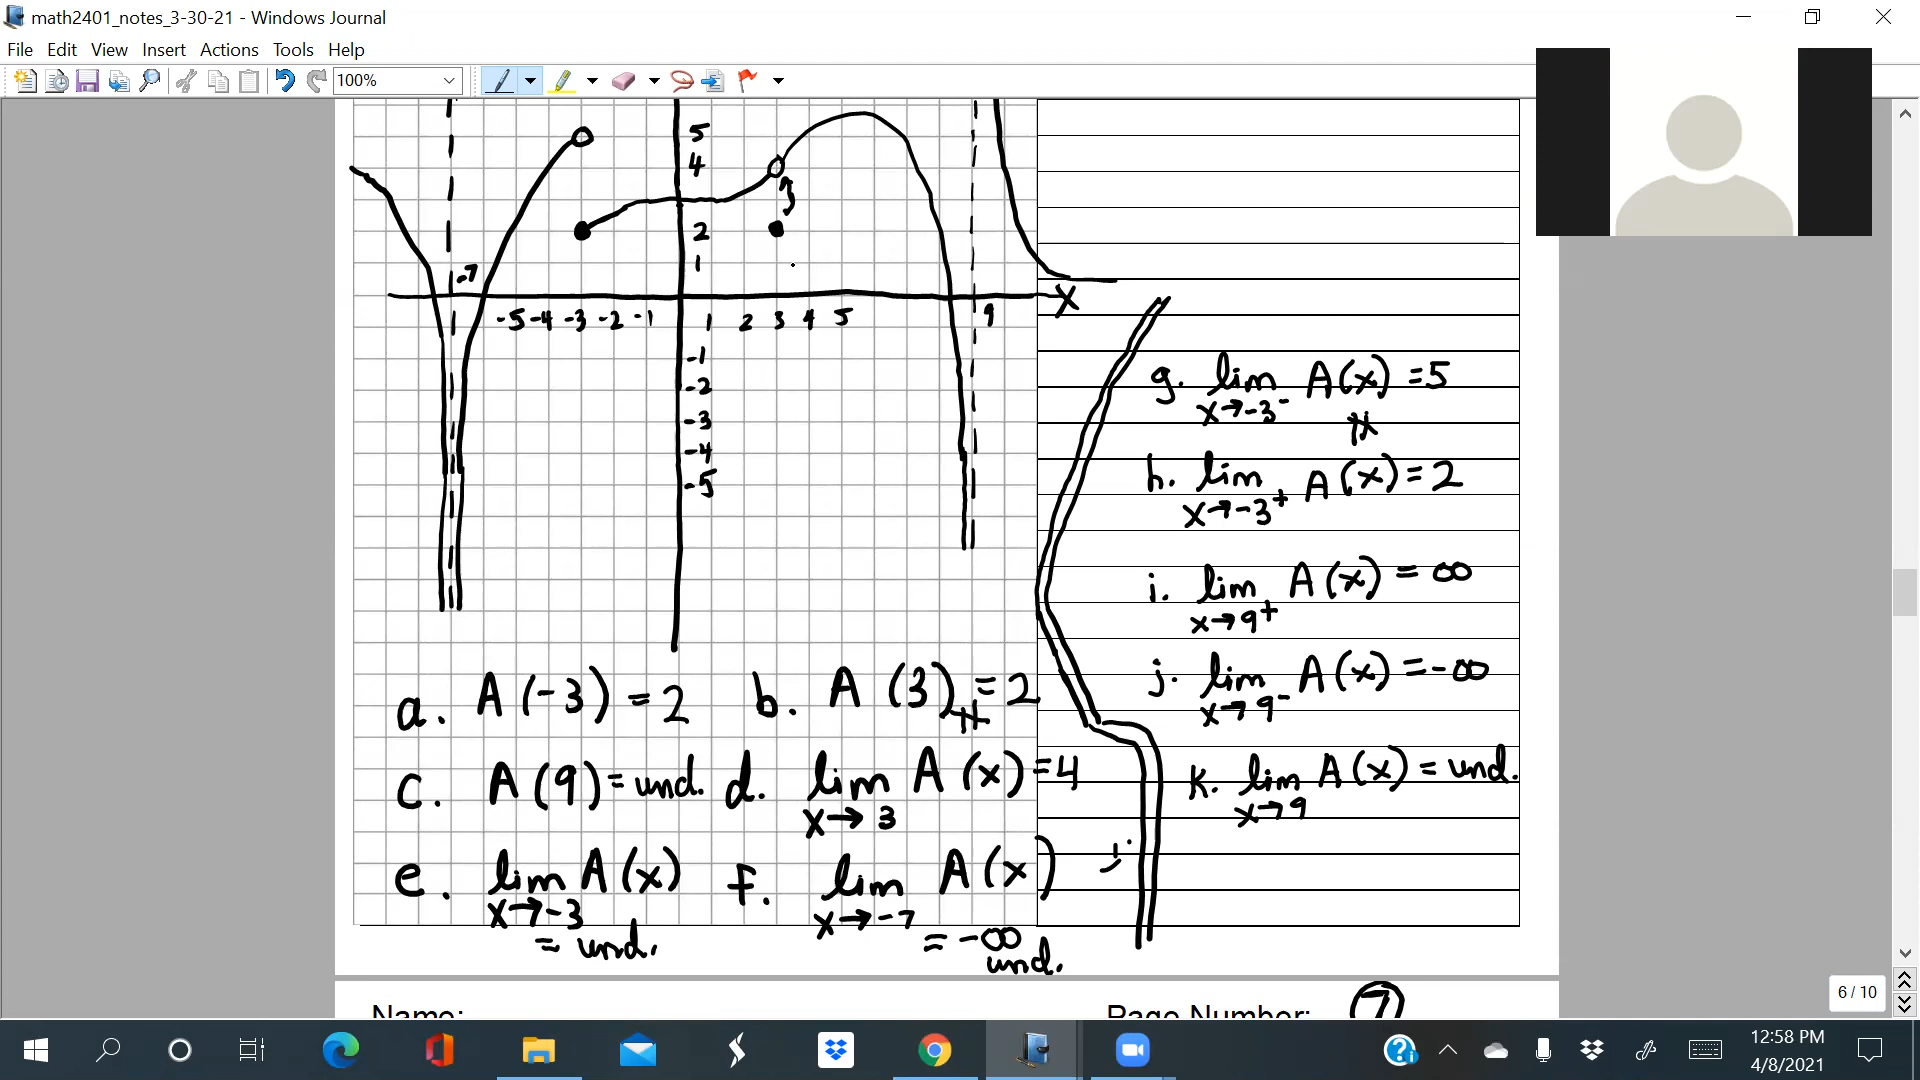 math2401_notes_3-30-21 - Windows Journal
File Edit View Insert Actions Tools Help
100%
5
4
2
1
-7
-5 -4 -3 -2 -1 1 2 3 4 5 9 X
-1
-2
-3
-4
-5
a. A(-3) = 2 b. A(3) = 2
c. A(9) = und. d. lim A(x) = 4
x→3
e. lim A(x) f. lim A(x)
x→-3 x→-7
= und. = -∞
und.
g. lim A(x) = 5
x→-3⁻
h. lim A(x) = 2
x→-3⁺
i. lim A(x) = ∞
x→9⁺
j. lim A(x) = -∞
x→9⁻
k. lim A(x) = und.
x→9
Name: Page Number: 7
6 / 10
12:58 PM
4/8/2021